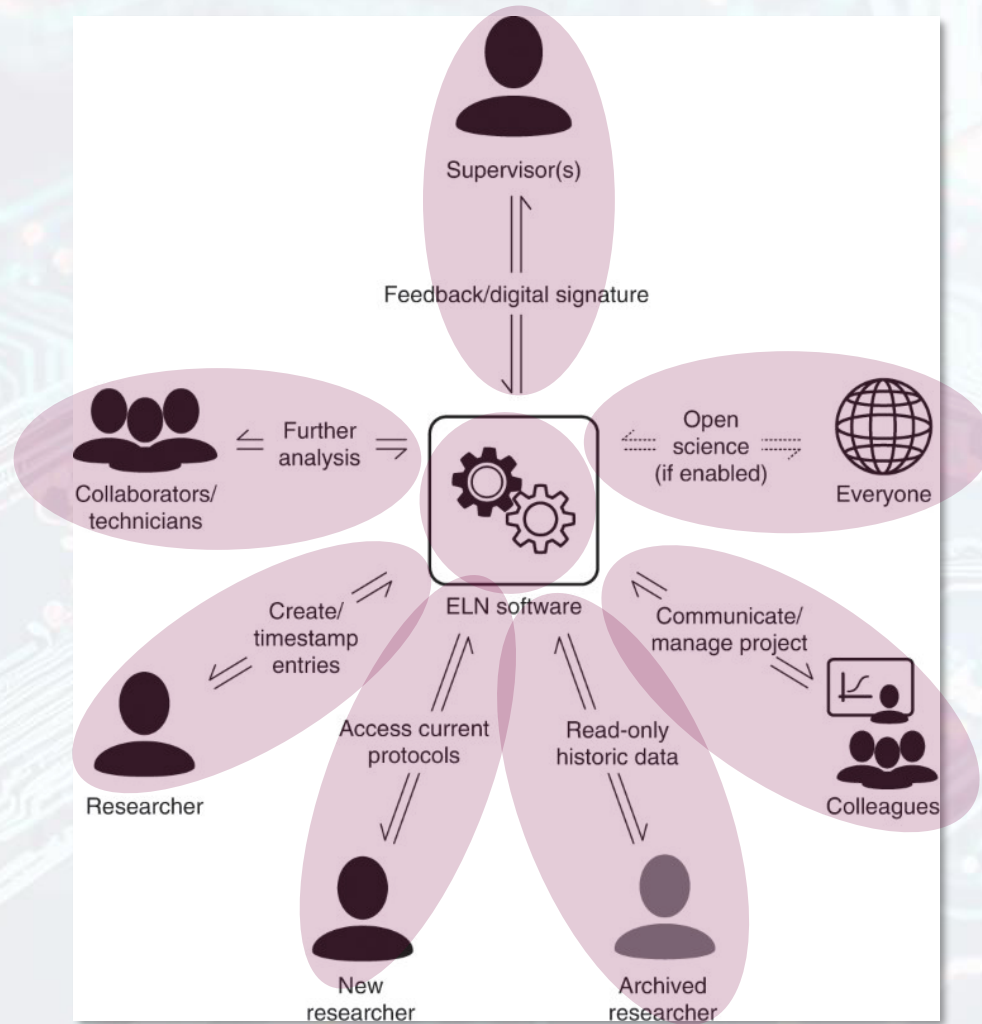 Supervisor(s)
Feedback/digital signature
Further
analysis
Collaborators/
technicians
Open
science
(if enabled)
Everyone
ELN software
Create/
timestamp
entries
Researcher
Communicate/
manage project
Colleagues
Access current
protocols
Read-only
historic data
New
researcher
Archived
researcher